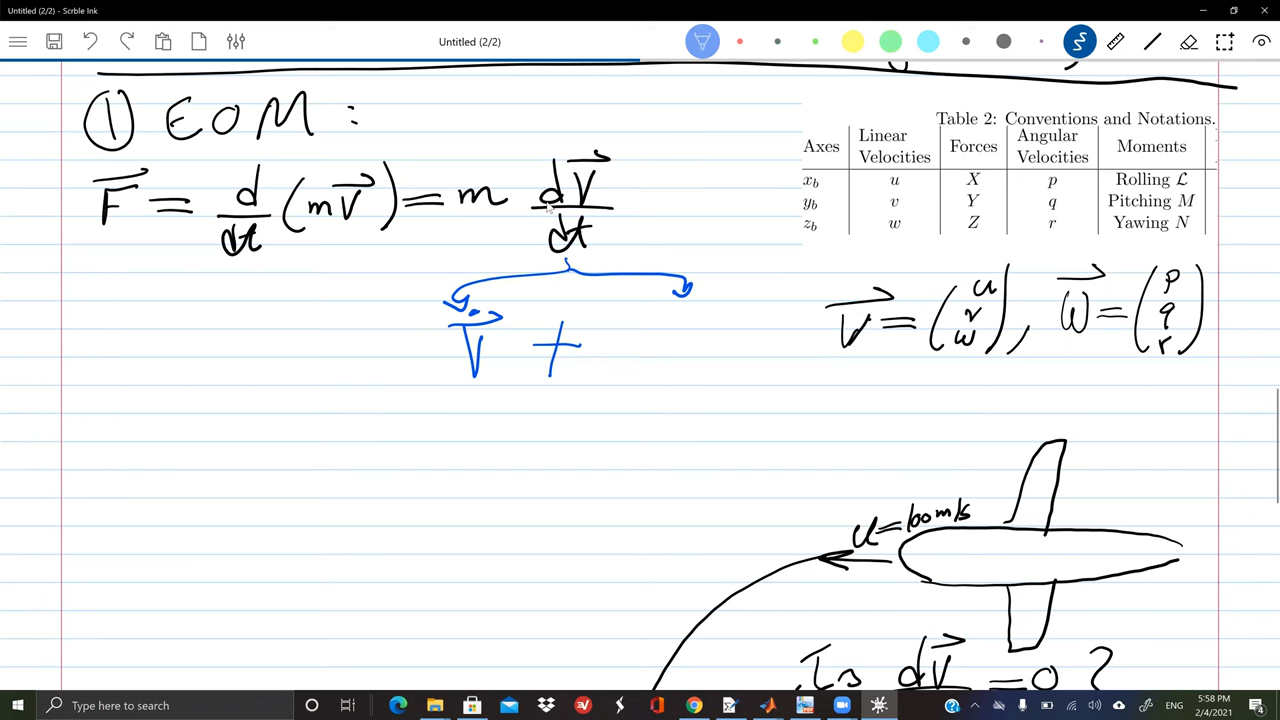 Untitled (2/2) - Scrble Ink
Untitled (2/2)
① EOM :
F⃗ = d/dt (mV⃗) = m dV⃗/dt
V̇⃗ +
Table 2: Conventions and Notations.
Axes | Linear Velocities | Forces | Angular Velocities | Moments
x_b | u | X | p | Rolling ℒ
y_b | v | Y | q | Pitching M
z_b | w | Z | r | Yawing N
V⃗ = (u v w), ω⃗ = (p q r)
u = 100 m/s
Is dV⃗ = 0 ?
Type here to search
ENG
5:58 PM
2/4/2021